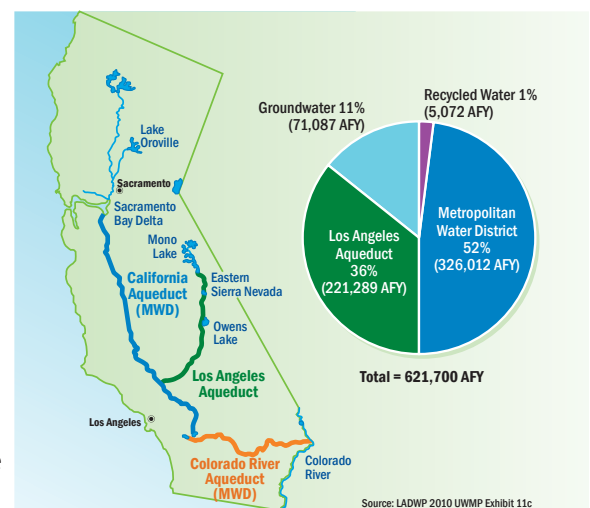 Lake
Oroville
Sacramento
Sacramento
Bay Delta
Mono
Lake
California
Aqueduct
(MWD)
Eastern
Sierra Nevada
Owens
Lake
Los Angeles
Aqueduct
Los Angeles
Colorado River
Aqueduct
(MWD)
Colorado
River
Groundwater 11%
(71,087 AFY)
Recycled Water 1%
(5,072 AFY)
Los Angeles
Aqueduct
36%
(221,289 AFY)
Metropolitan
Water District
52%
(326,012 AFY)
Total = 621,700 AFY
Source: LADWP 2010 UWMP Exhibit 11c